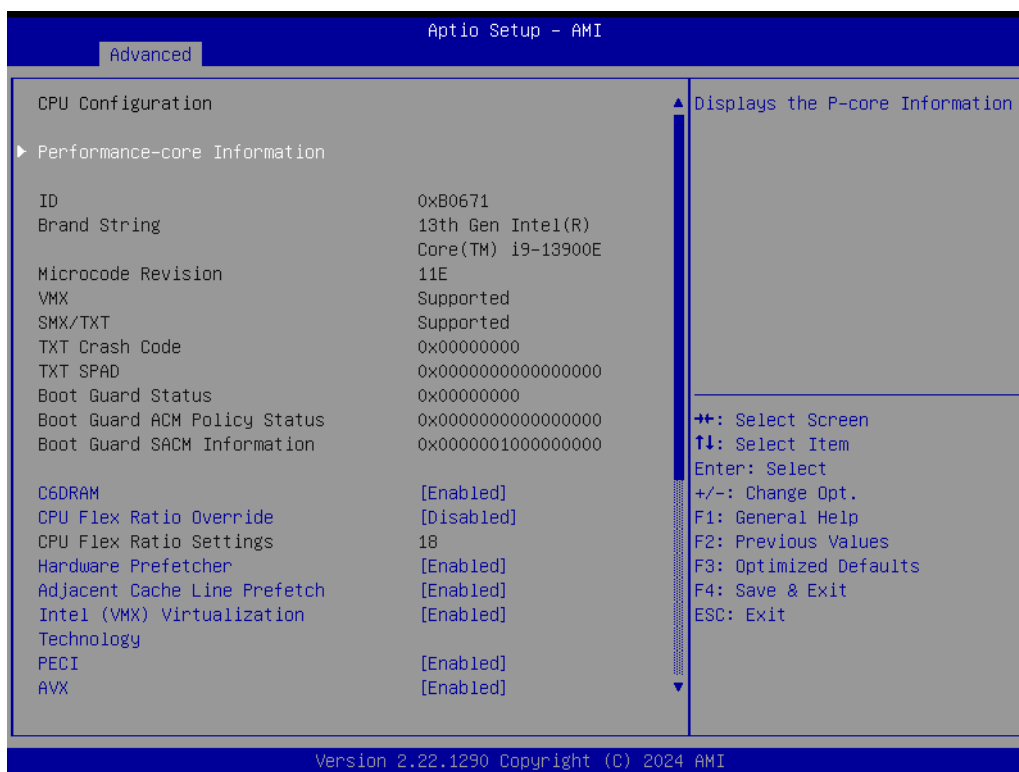 Aptio Setup – AMI
Advanced
CPU Configuration
Performance-core Information
ID 0xB0671
Brand String 13th Gen Intel(R)
Core(TM) i9-13900E
Microcode Revision 11E
VMX Supported
SMX/TXT Supported
TXT Crash Code 0x00000000
TXT SPAD 0x0000000000000000
Boot Guard Status 0x00000000
Boot Guard ACM Policy Status 0x0000000000000000
Boot Guard SACM Information 0x0000001000000000
C6DRAM [Enabled]
CPU Flex Ratio Override [Disabled]
CPU Flex Ratio Settings 18
Hardware Prefetcher [Enabled]
Adjacent Cache Line Prefetch [Enabled]
Intel (VMX) Virtualization [Enabled]
Technology
PECI [Enabled]
AVX [Enabled]
Displays the P-core Information
→←: Select Screen
↑↓: Select Item
Enter: Select
+/-: Change Opt.
F1: General Help
F2: Previous Values
F3: Optimized Defaults
F4: Save & Exit
ESC: Exit
Version 2.22.1290 Copyright (C) 2024 AMI